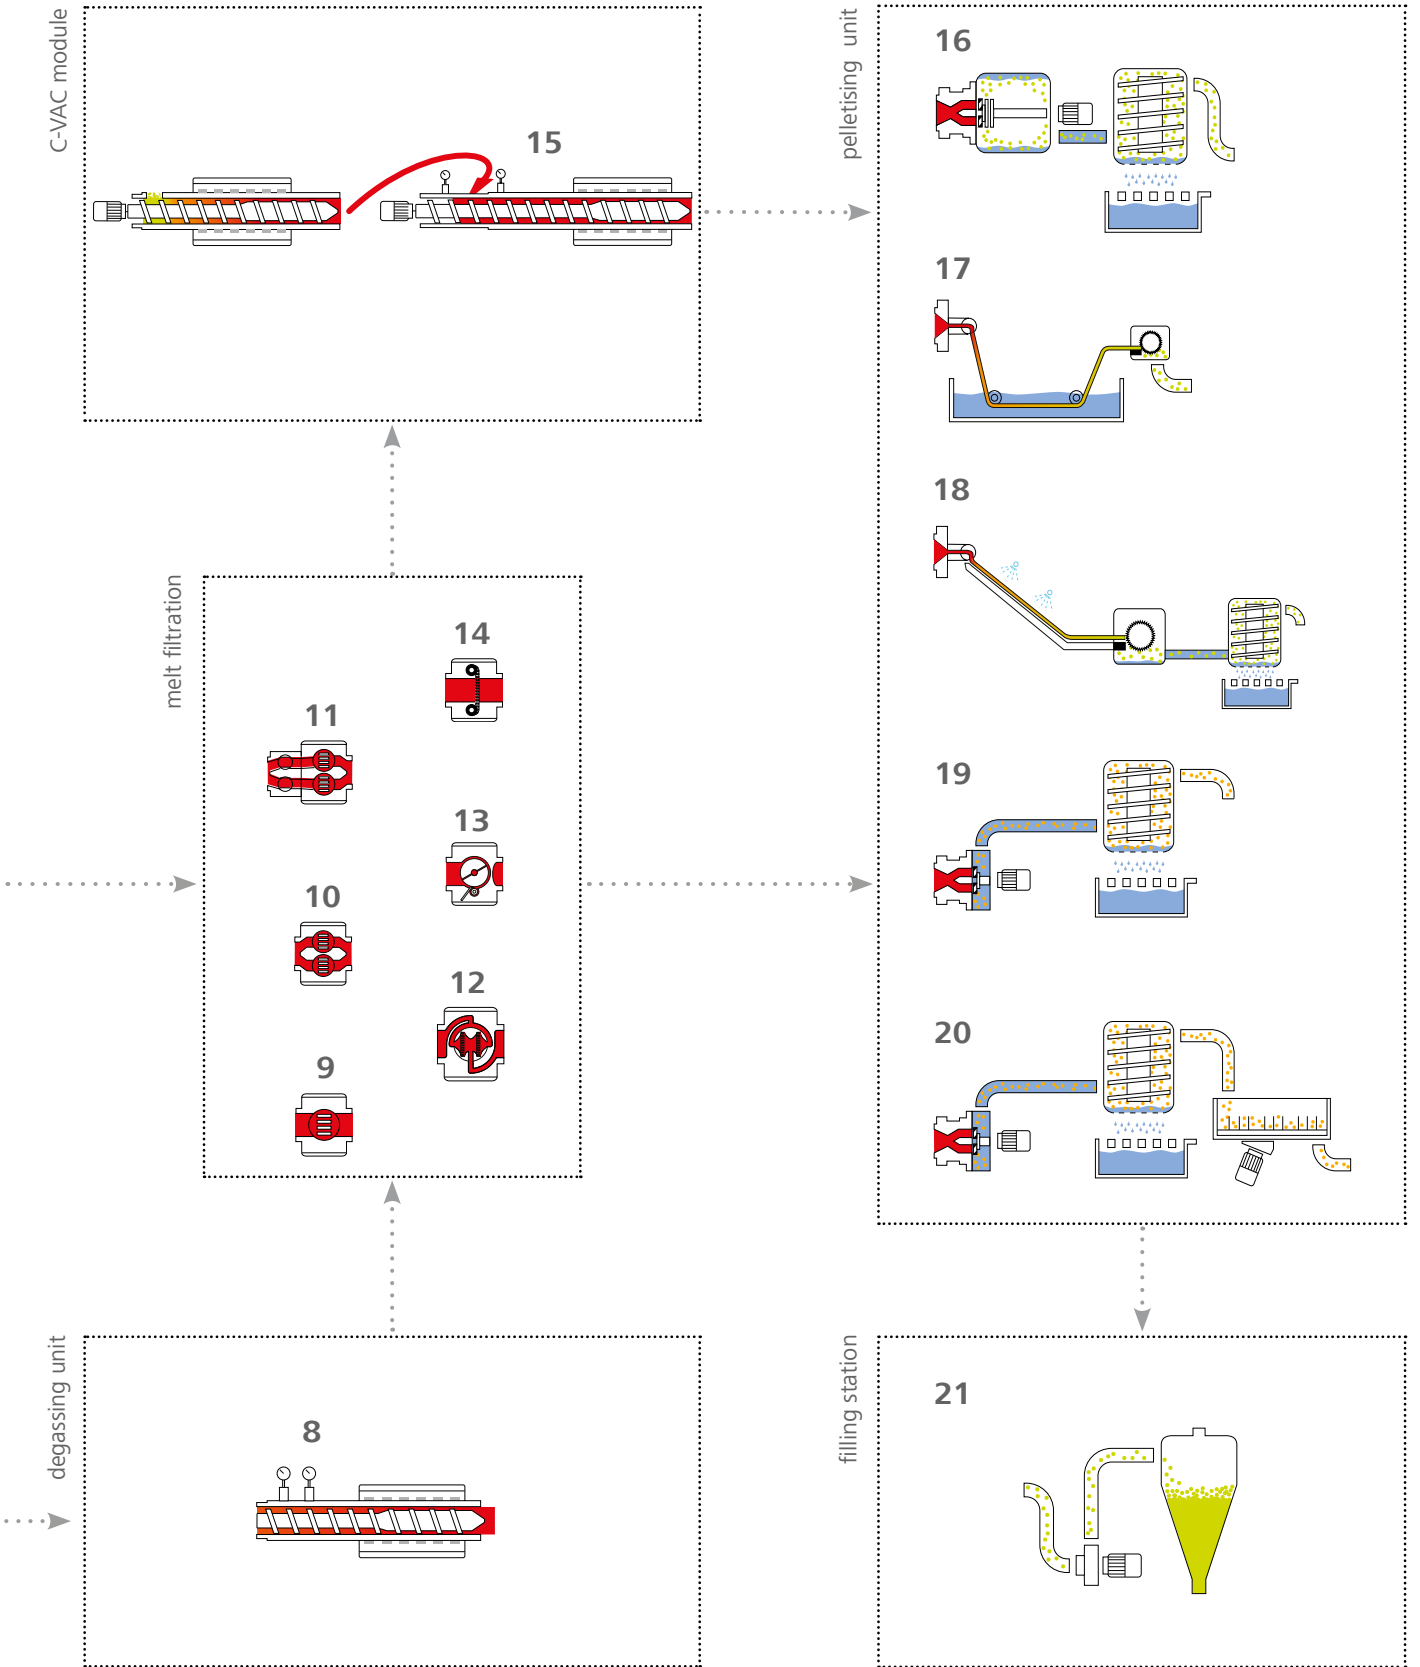 C-VAC module
15
pelletising unit
16
17
18
19
20
melt filtration
14
11
13
10
12
9
degassing unit
8
filling station
21